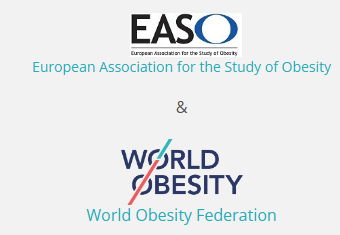 EASO
European Association for the Study of Obesity
European Association for the Study of Obesity
&
WORLD
OBESITY
World Obesity Federation